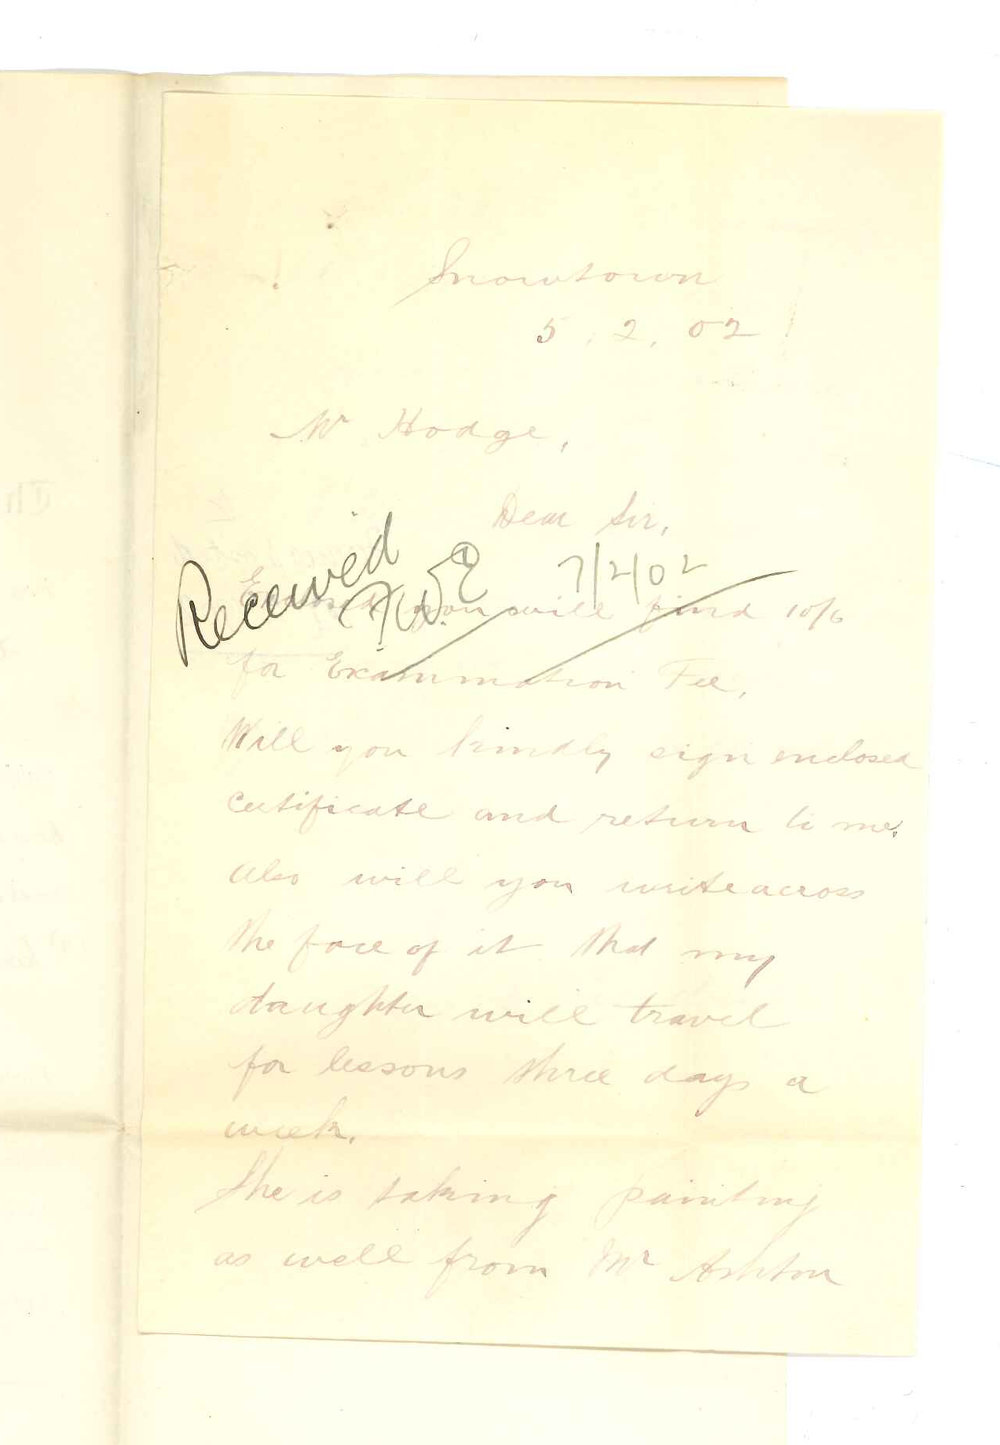 Snowtown
5.2.02
Mr Hodge,
Dear Sir,
Received 7/2/02
Enclosed you will find 10/6
for Examination Fee,
Will you kindly sign enclosed
certificate and return to me.
Also will you write across
the face of it that my
daughter will travel
for lessons three days a
week.
She is taking painting
as well from Mr Ashton